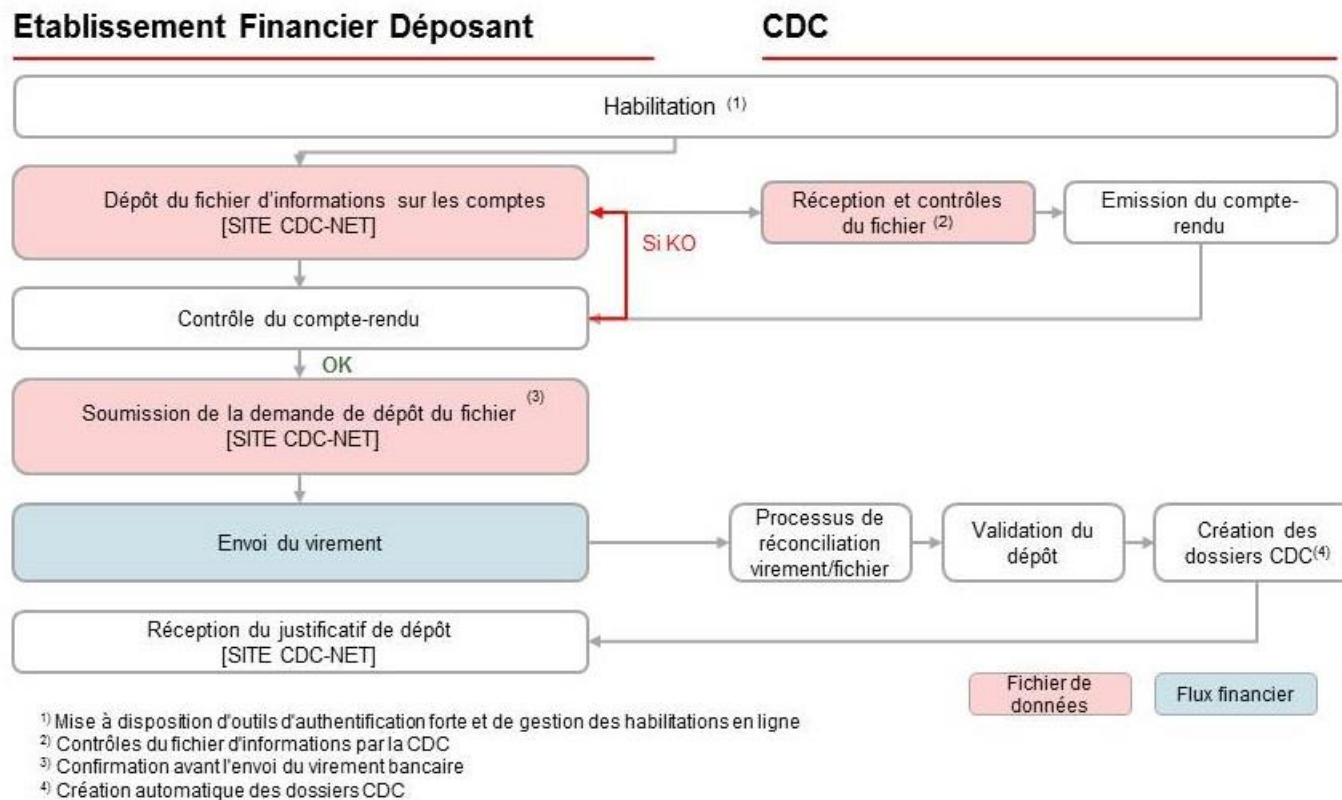 Etablissement Financier Déposant
CDC
Habilitation (1)
Dépôt du fichier d'informations sur les comptes
[SITE CDC-NET]
Réception et contrôles
du fichier (2)
Emission du compte-
rendu
Si KO
Contrôle du compte-rendu
OK
Soumission de la demande de dépôt du fichier (3)
[SITE CDC-NET]
Envoi du virement
Processus de
réconciliation
virement/fichier
Validation du
dépôt
Création des
dossiers CDC(4)
Réception du justificatif de dépôt
[SITE CDC-NET]
Fichier de
données
Flux financier
1) Mise à disposition d'outils d'authentification forte et de gestion des habilitations en ligne
2) Contrôles du fichier d'informations par la CDC
3) Confirmation avant l'envoi du virement bancaire
4) Création automatique des dossiers CDC